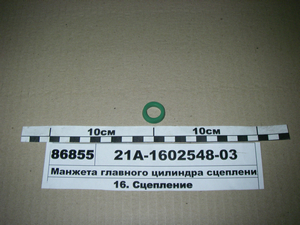 10см 10см
86855 21А-1602548-03
Манжета главного цилиндра сцеплени
16. Сцепление